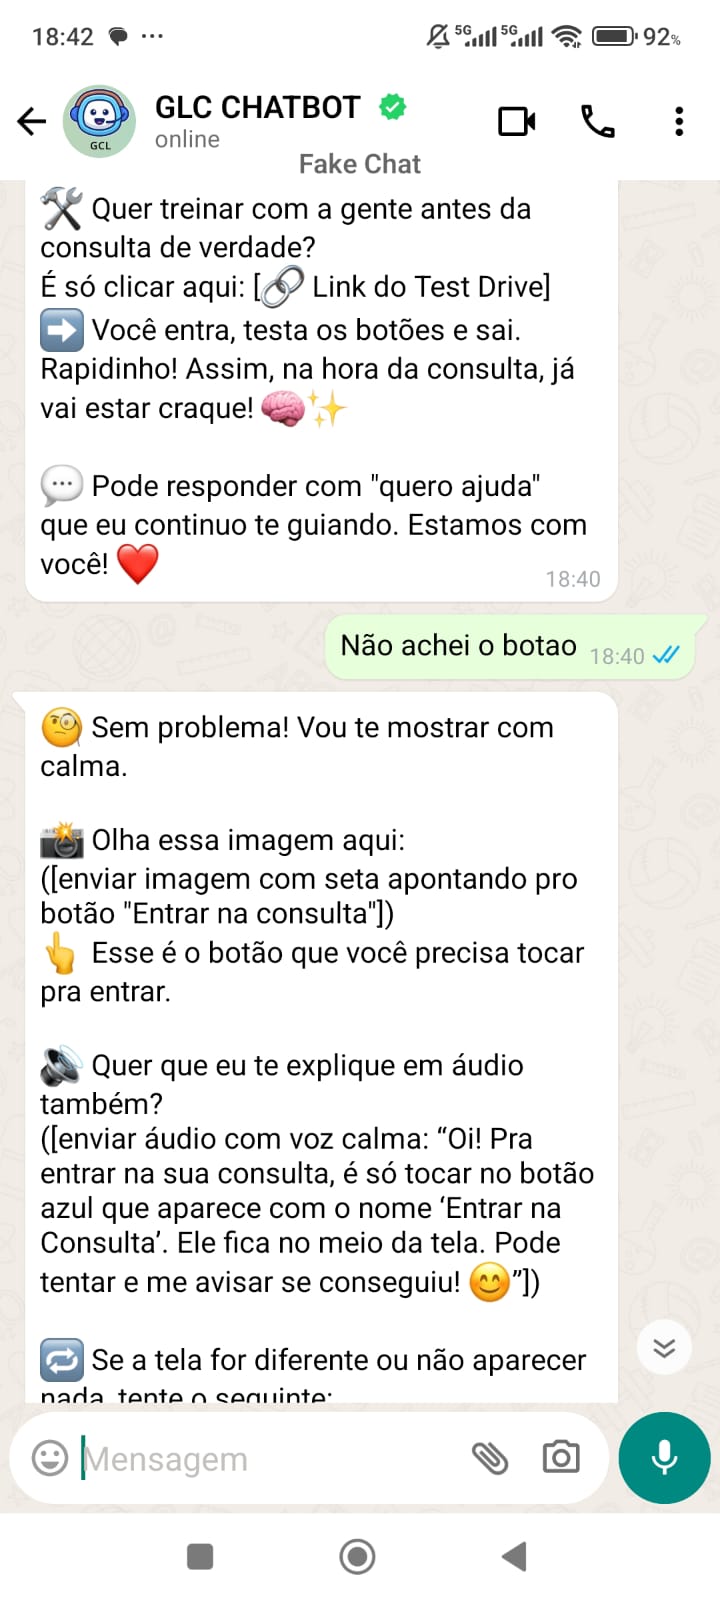 18:42
5G 5G 92%
GLC CHATBOT
online
GCL
Fake Chat
🛠️ Quer treinar com a gente antes da
consulta de verdade?
É só clicar aqui: [🔗 Link do Test Drive]
➡️ Você entra, testa os botões e sai.
Rapidinho! Assim, na hora da consulta, já
vai estar craque! 🧠✨
💬 Pode responder com "quero ajuda"
que eu continuo te guiando. Estamos com
você! ❤️
18:40
Não achei o botao 18:40
🧐 Sem problema! Vou te mostrar com
calma.
📸 Olha essa imagem aqui:
([enviar imagem com seta apontando pro
botão "Entrar na consulta"])
👆 Esse é o botão que você precisa tocar
pra entrar.
🔊 Quer que eu te explique em áudio
também?
([enviar áudio com voz calma: “Oi! Pra
entrar na sua consulta, é só tocar no botão
azul que aparece com o nome ‘Entrar na
Consulta’. Ele fica no meio da tela. Pode
tentar e me avisar se conseguiu! 😊”])
🔁 Se a tela for diferente ou não aparecer
nada, tente o seguinte:
Mensagem